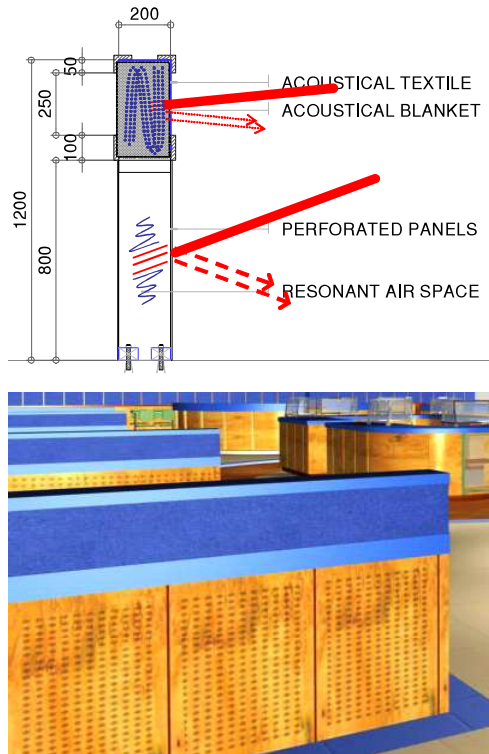 200
50
ACOUSTICAL TEXTILE
250
ACOUSTICAL BLANKET
100
1200
800
PERFORATED PANELS
RESONANT AIR SPACE